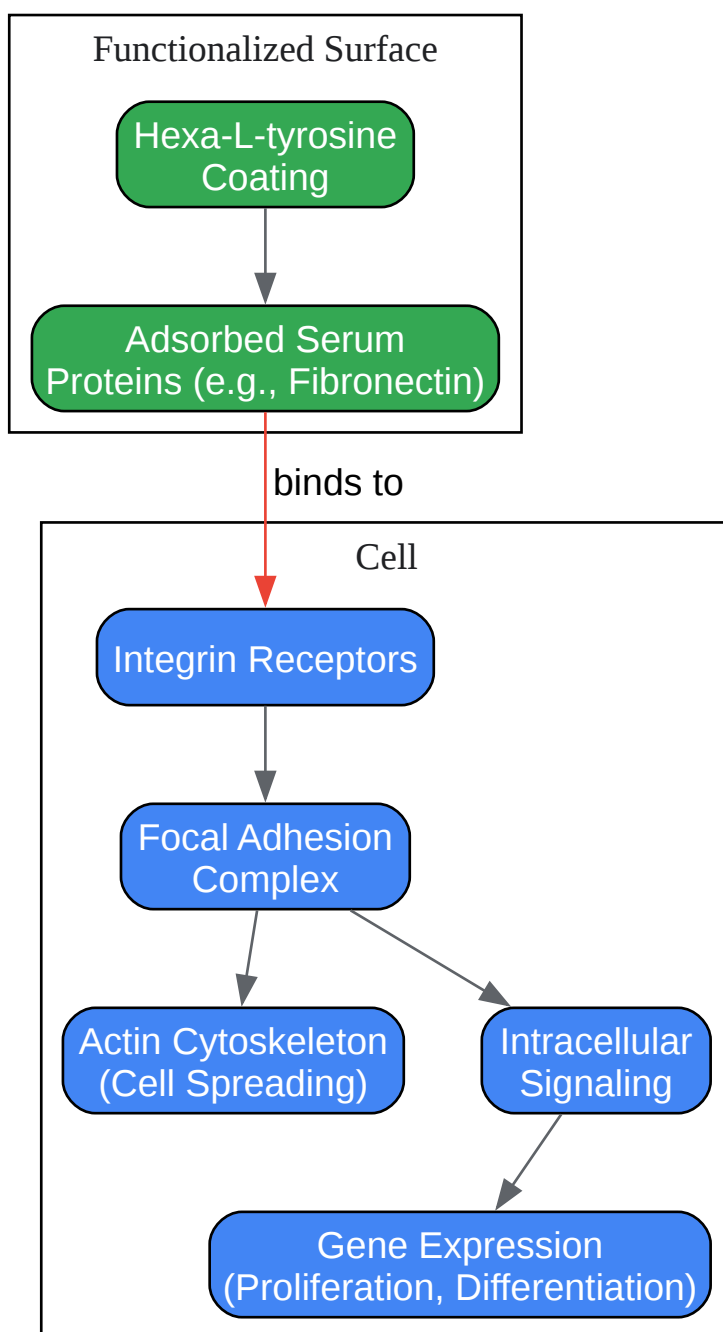 Functionalized Surface
Hexa-L-tyrosine
Coating
Adsorbed Serum
Proteins (e.g., Fibronectin)
binds to
Cell
Integrin Receptors
Focal Adhesion
Complex
Actin Cytoskeleton
(Cell Spreading)
Intracellular
Signaling
Gene Expression
(Proliferation, Differentiation)